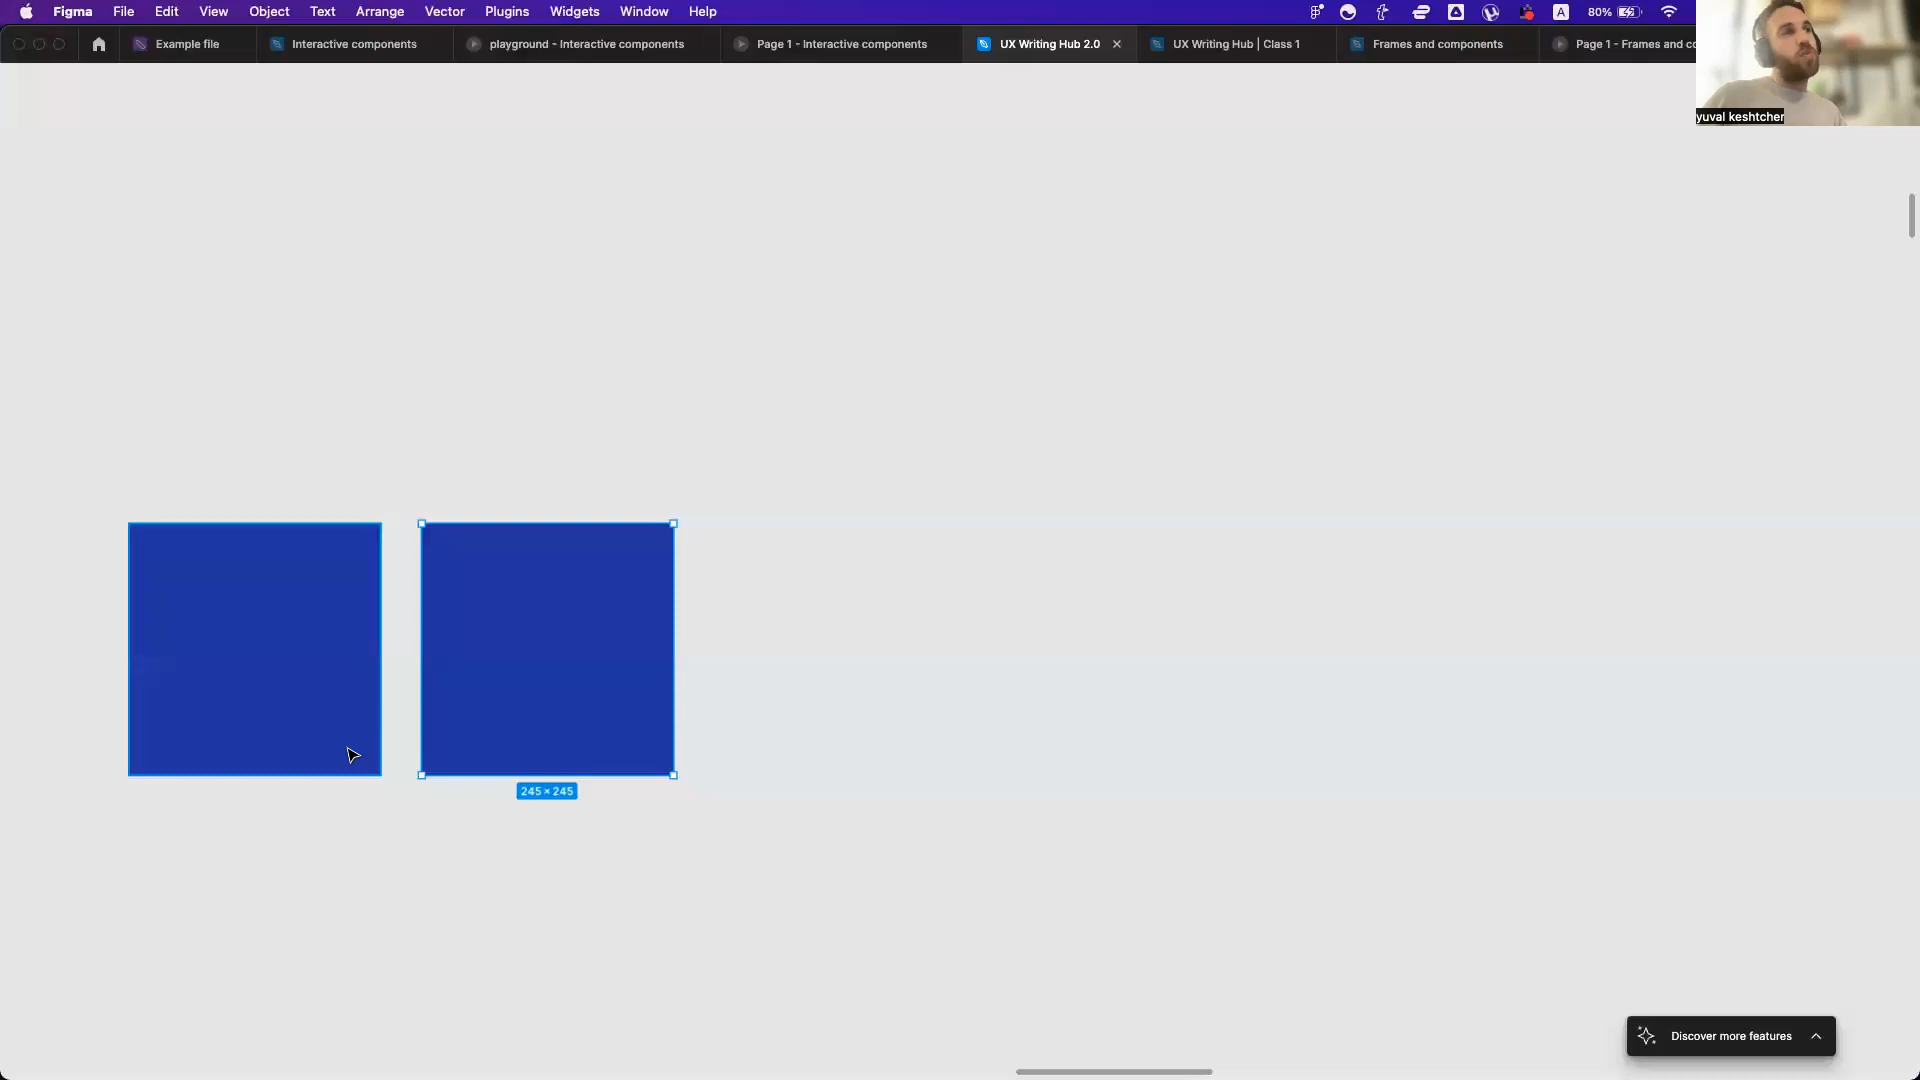 Figma File Edit View Object Text Arrange Vector Plugins Widgets Window Help A 80%
Example file Interactive components playground - Interactive components Page 1 - Interactive components UX Writing Hub 2.0 UX Writing Hub | Class 1 Frames and components Page 1 - Frames and co
yuval keshtcher
245 × 245
Discover more features